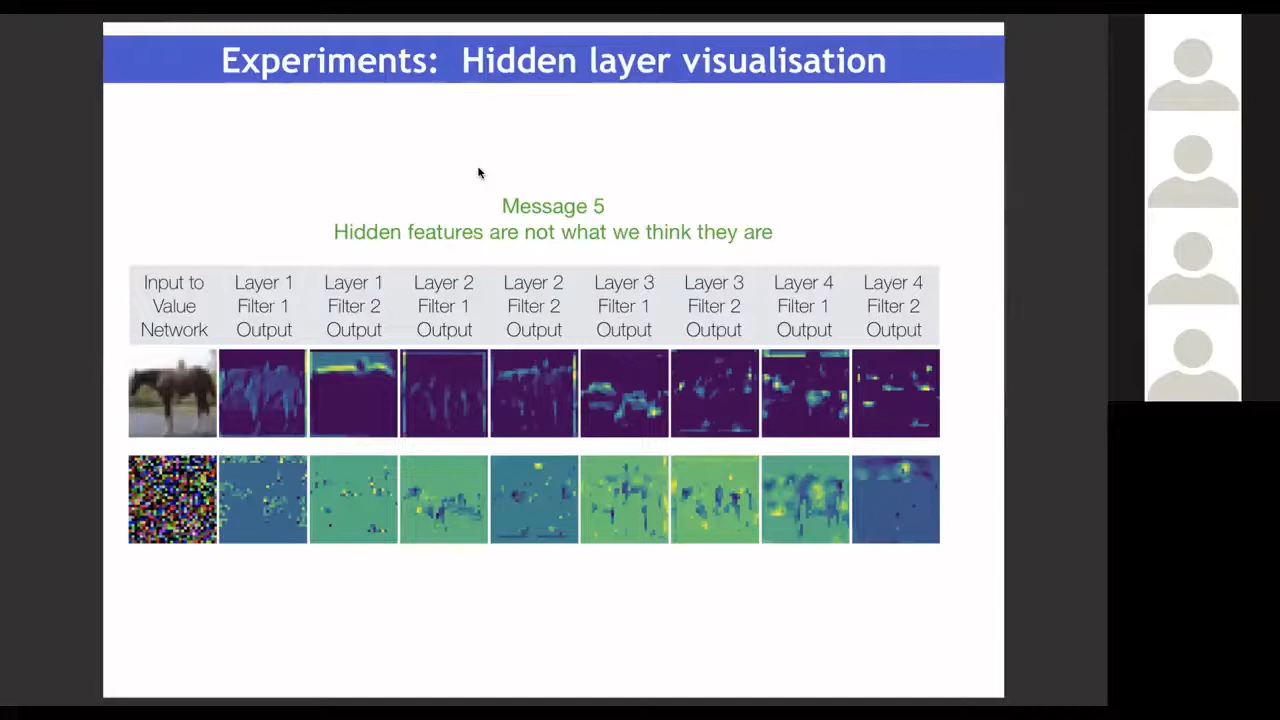 Experiments: Hidden layer visualisation
Message 5
Hidden features are not what we think they are
Input to Value Network
Layer 1 Filter 1 Output
Layer 1 Filter 2 Output
Layer 2 Filter 1 Output
Layer 2 Filter 2 Output
Layer 3 Filter 1 Output
Layer 3 Filter 2 Output
Layer 4 Filter 1 Output
Layer 4 Filter 2 Output